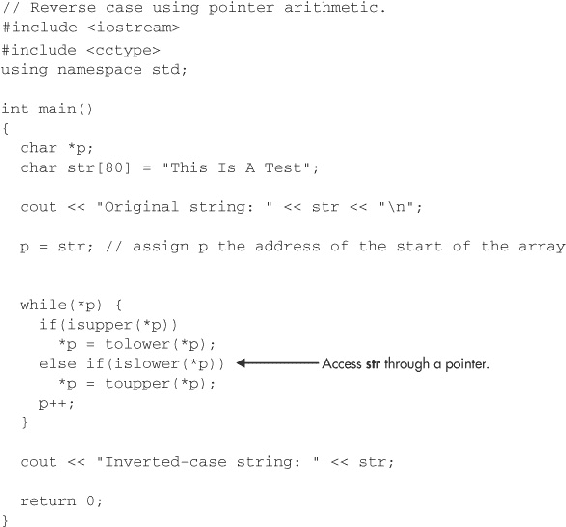 // Reverse case using pointer arithmetic.
#include <iostream>
#include <cctype>
using namespace std;

int main()
{
  char *p;
  char str[80] = "This Is A Test";

  cout << "Original string: " << str << "\n";

  p = str; // assign p the address of the start of the array

  while(*p) {
    if(isupper(*p))
      *p = tolower(*p);
    else if(islower(*p)) Access str through a pointer.
      *p = toupper(*p);
    p++;
  }

  cout << "Inverted-case string: " << str;

  return 0;
}